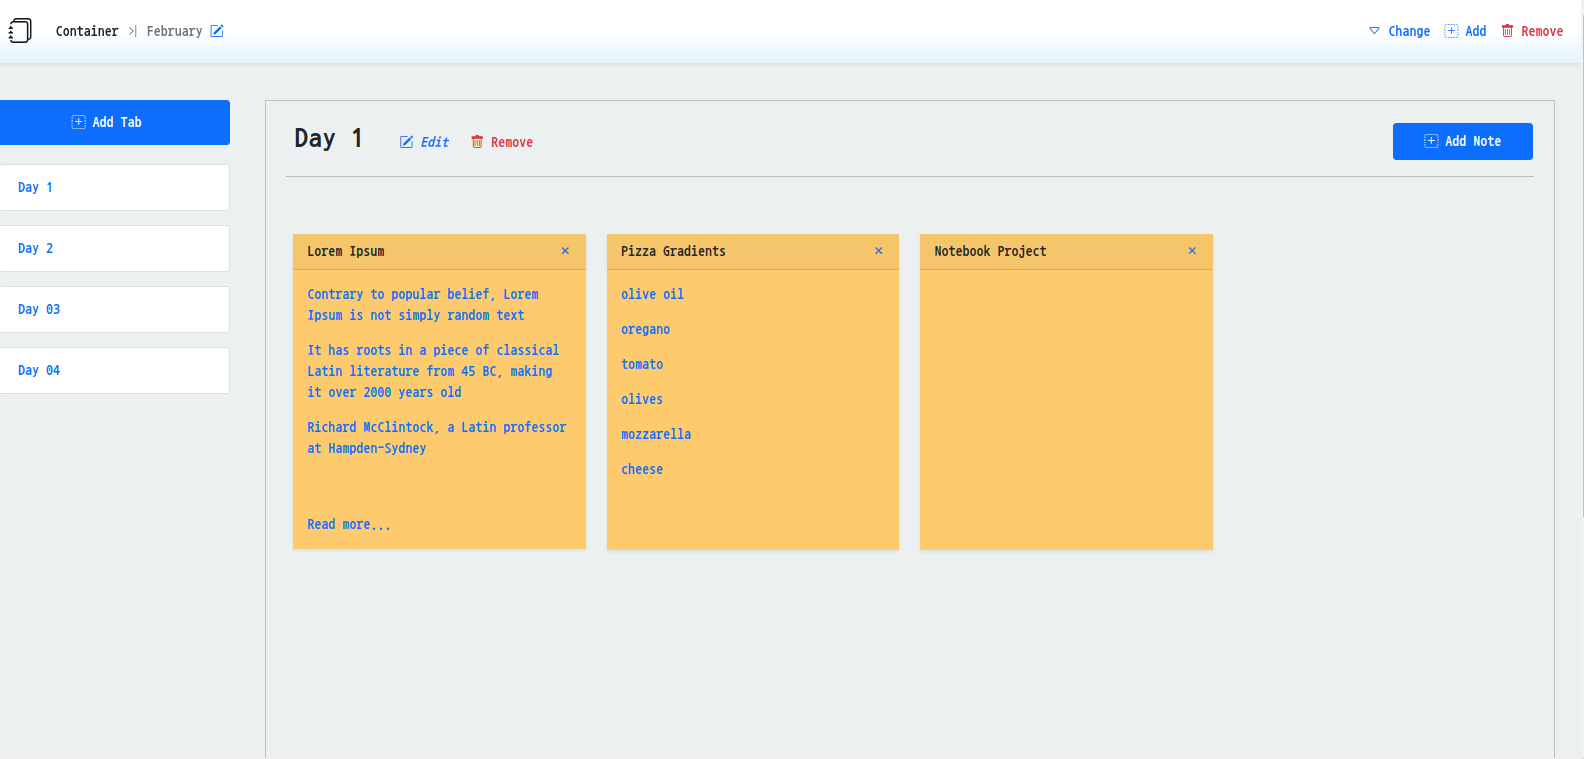 Container > February
Change Add Remove
Add Tab
Day 1
Day 2
Day 03
Day 04
Day 1 Edit Remove
Add Note
Lorem Ipsum ×
Contrary to popular belief, Lorem
Ipsum is not simply random text
It has roots in a piece of classical
Latin literature from 45 BC, making
it over 2000 years old
Richard McClintock, a Latin professor
at Hampden-Sydney
Read more...
Pizza Gradients ×
olive oil
oregano
tomato
olives
mozzarella
cheese
Notebook Project ×